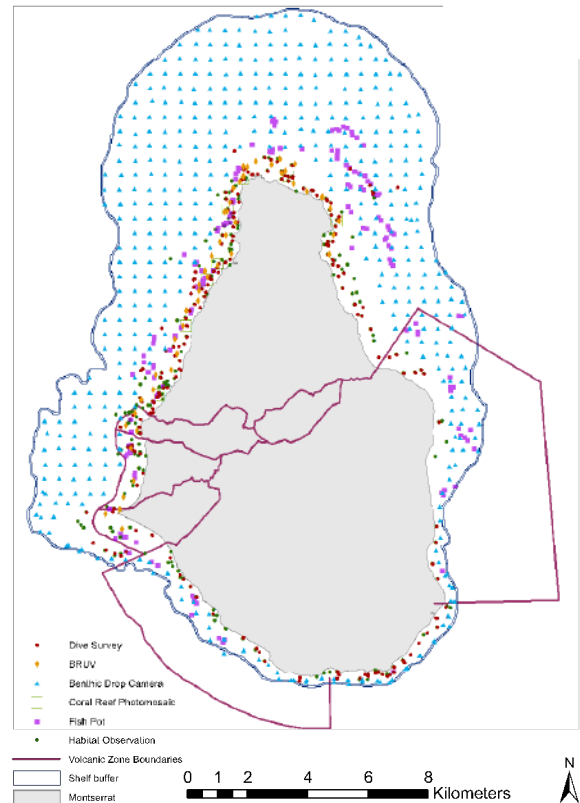 Dive Survey
BRUV
Benthic Drop Camera
Coral Reef Photomosaic
Fish Pot
Habitat Observation
Volcanic Zone Boundaries
Shelf buffer
Montserrat
0 1 2 4 6 8
Kilometers
N